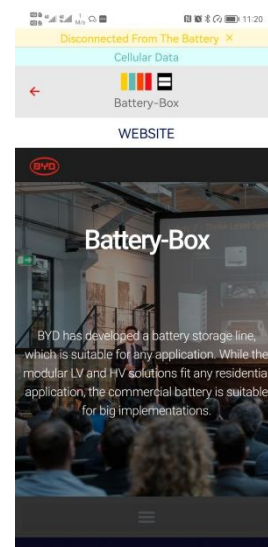 11:20
Disconnected From The Battery ×
Cellular Data
Battery-Box
WEBSITE
BYD
Battery-Box
BYD has developed a battery storage line,
which is suitable for any application. While the
modular LV and HV solutions fit any residential
application, the commercial battery is suitable
for big implementations.